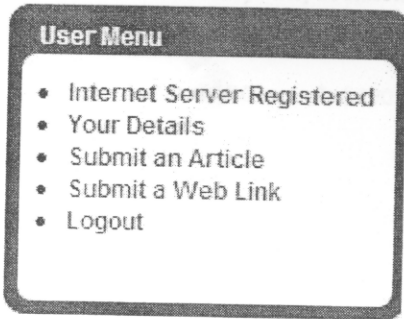 User Menu
• Internet Server Registered
• Your Details
• Submit an Article
• Submit a Web Link
• Logout